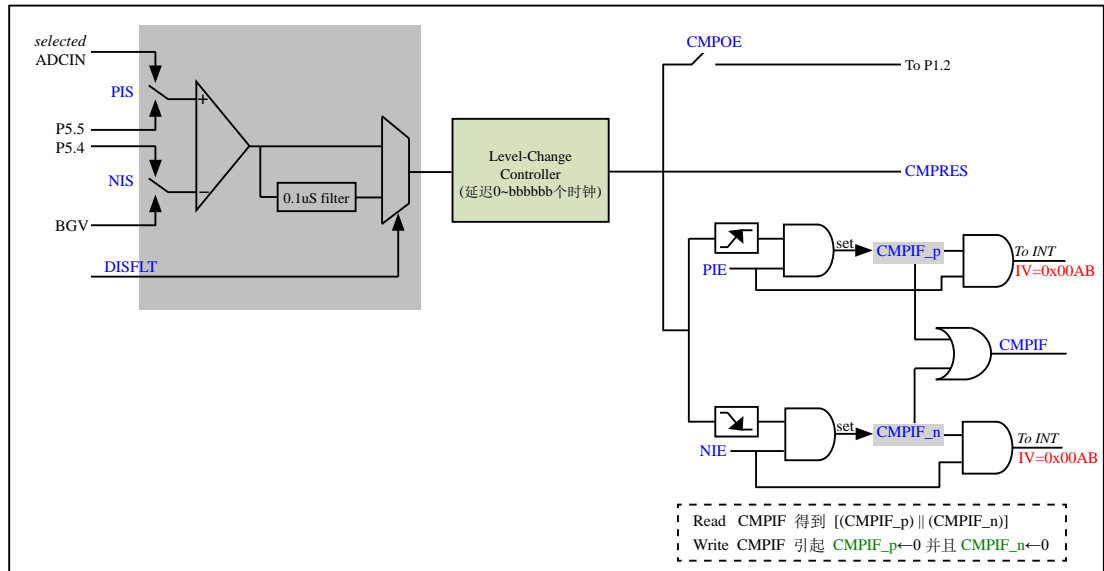 selected
ADCIN
PIS
P5.5
P5.4
NIS
BGV
DISFLT
+
−
0.1uS filter
Level-Change
Controller
(延迟0~bbbbbb个时钟)
CMPOE
To P1.2
CMPRES
PIE
set
CMPIF_p
To INT
IV=0x00AB
CMPIF
NIE
set
CMPIF_n
To INT
IV=0x00AB
Read CMPIF 得到 [(CMPIF_p) || (CMPIF_n)]
Write CMPIF 引起 CMPIF_p←0 并且 CMPIF_n←0